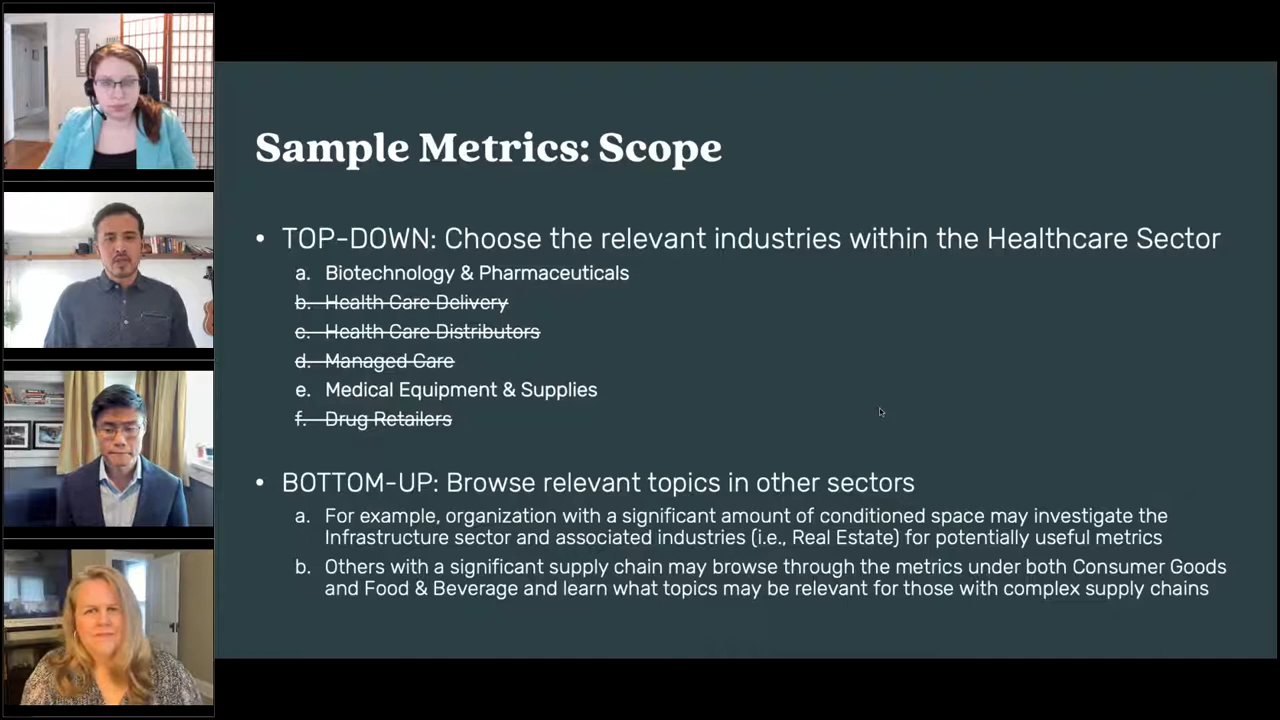 Sample Metrics: Scope
• TOP-DOWN: Choose the relevant industries within the Healthcare Sector
a. Biotechnology & Pharmaceuticals
b. Health Care Delivery
c. Health Care Distributors
d. Managed Care
e. Medical Equipment & Supplies
f. Drug Retailers
• BOTTOM-UP: Browse relevant topics in other sectors
a. For example, organization with a significant amount of conditioned space may investigate the
Infrastructure sector and associated industries (i.e., Real Estate) for potentially useful metrics
b. Others with a significant supply chain may browse through the metrics under both Consumer Goods
and Food & Beverage and learn what topics may be relevant for those with complex supply chains